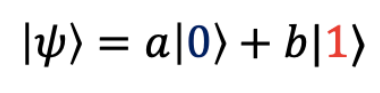 |ψ⟩ = a|0⟩ + b|1⟩